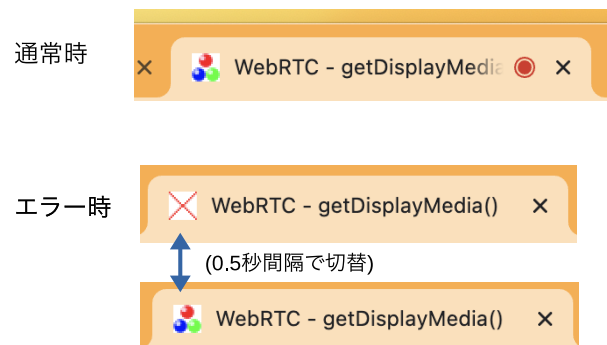 通常時
WebRTC - getDisplayMedia
エラー時
WebRTC - getDisplayMedia()
(0.5秒間隔で切替)
WebRTC - getDisplayMedia()